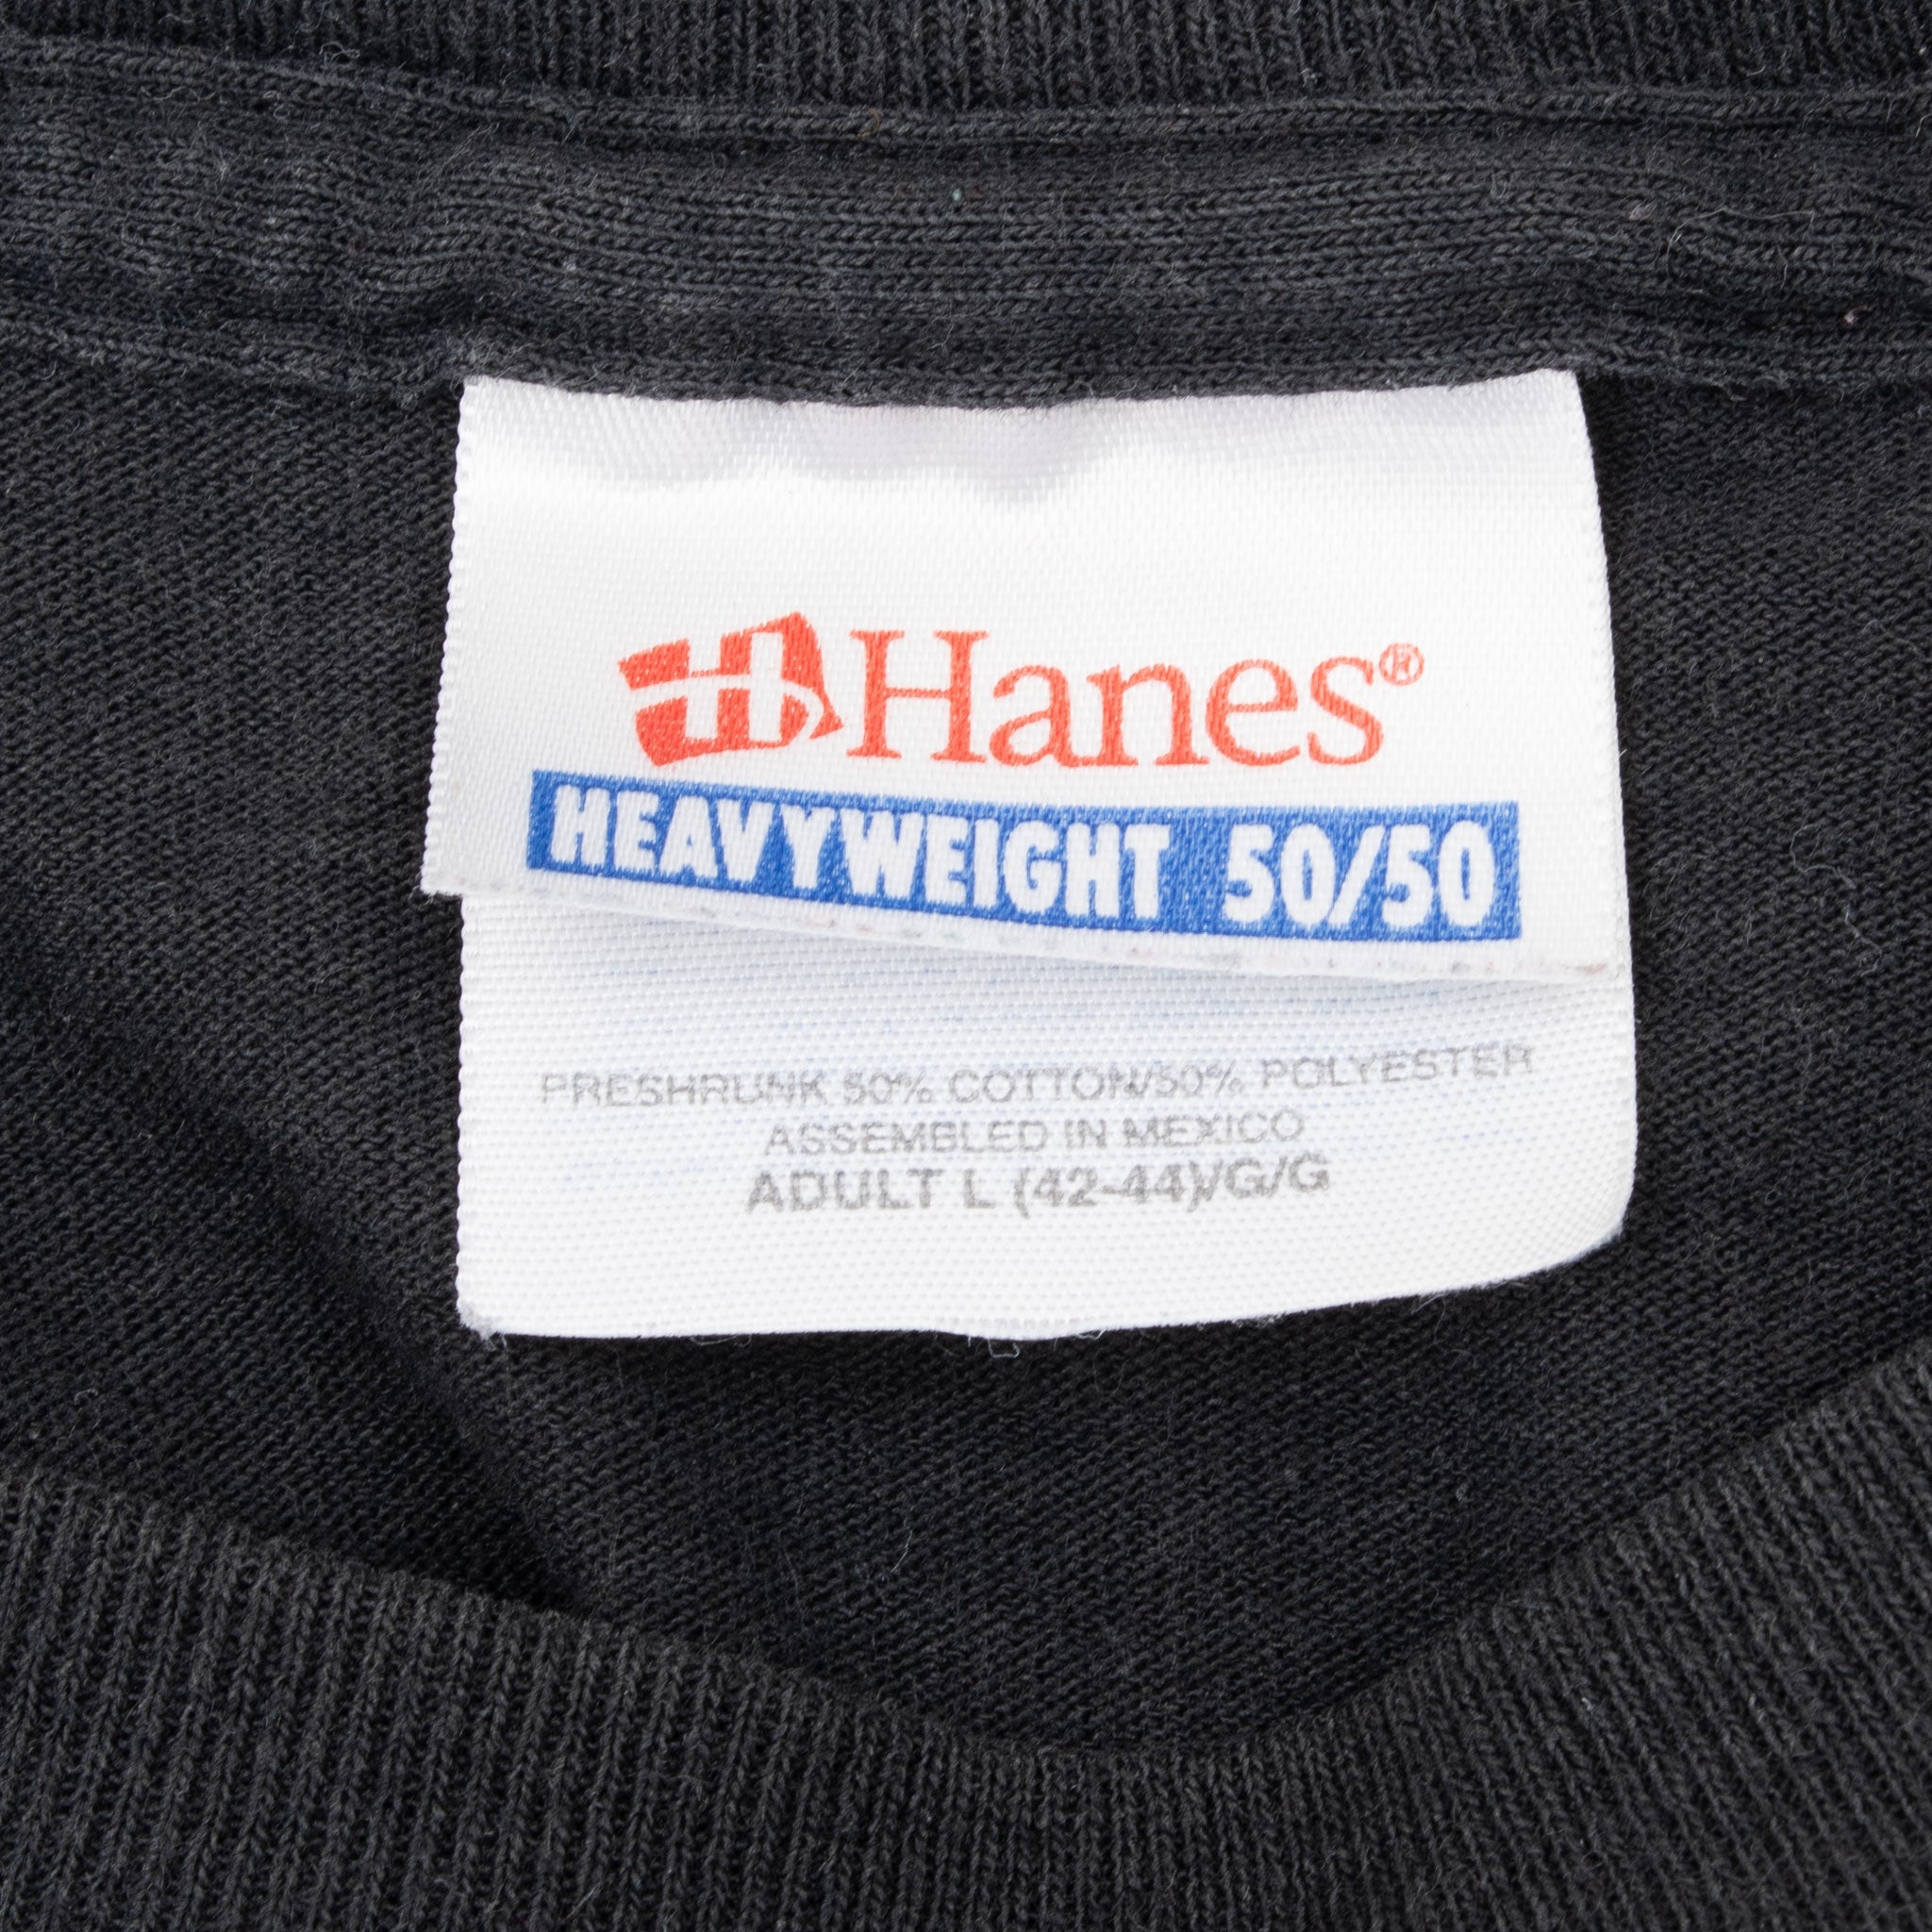 H Hanes®
HEAVYWEIGHT 50/50
PRESHRUNK 50% COTTON/50% POLYESTER
ASSEMBLED IN MEXICO
ADULT L (42-44)/G/G